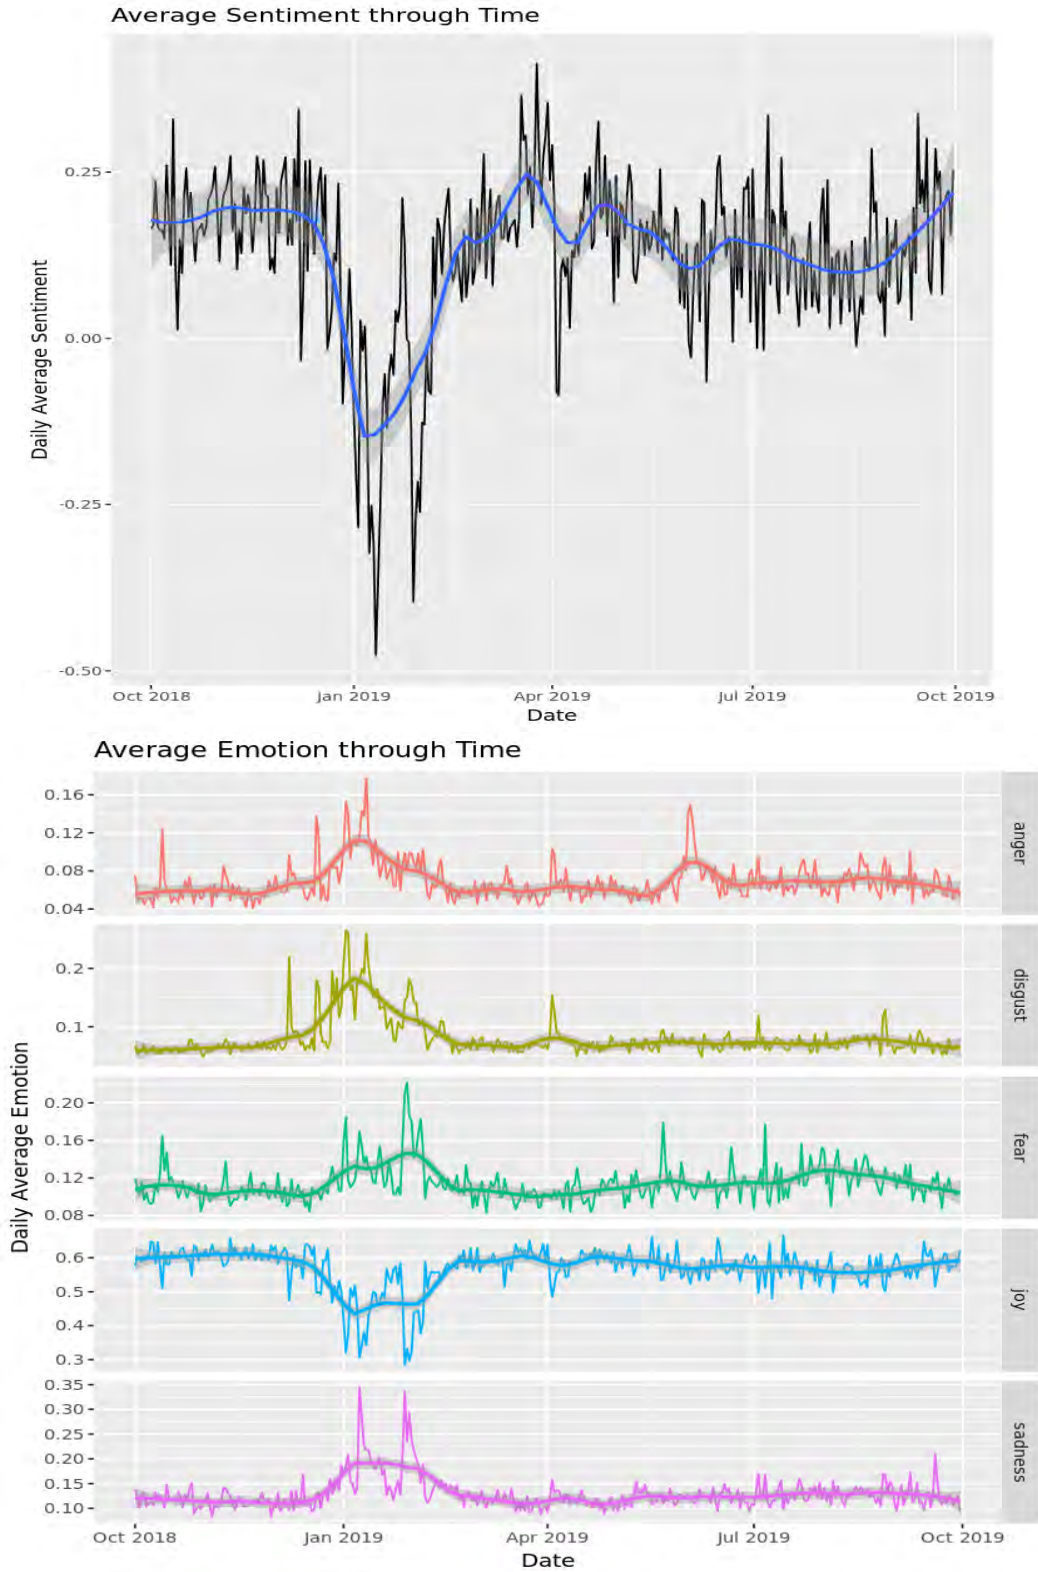 Average Sentiment through Time
Daily Average Sentiment
0.25
0.00
-0.25
-0.50
Oct 2018 Jan 2019 Apr 2019 Jul 2019 Oct 2019
Date
Average Emotion through Time
Daily Average Emotion
0.16
0.12
0.08
0.04
anger
0.2
0.1
disgust
0.20
0.16
0.12
0.08
fear
0.6
0.5
0.4
0.3
joy
0.35
0.30
0.25
0.20
0.15
0.10
sadness
Oct 2018 Jan 2019 Apr 2019 Jul 2019 Oct 2019
Date